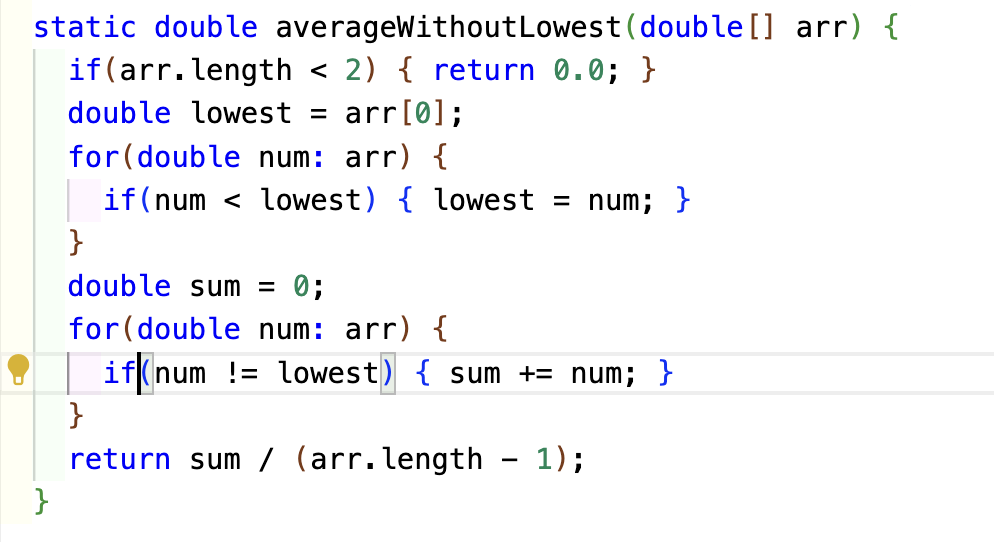 static double averageWithoutLowest(double[] arr) {
  if(arr.length < 2) { return 0.0; }
  double lowest = arr[0];
  for(double num: arr) {
    if(num < lowest) { lowest = num; }
  }
  double sum = 0;
  for(double num: arr) {
    if(num != lowest) { sum += num; }
  }
  return sum / (arr.length - 1);
}